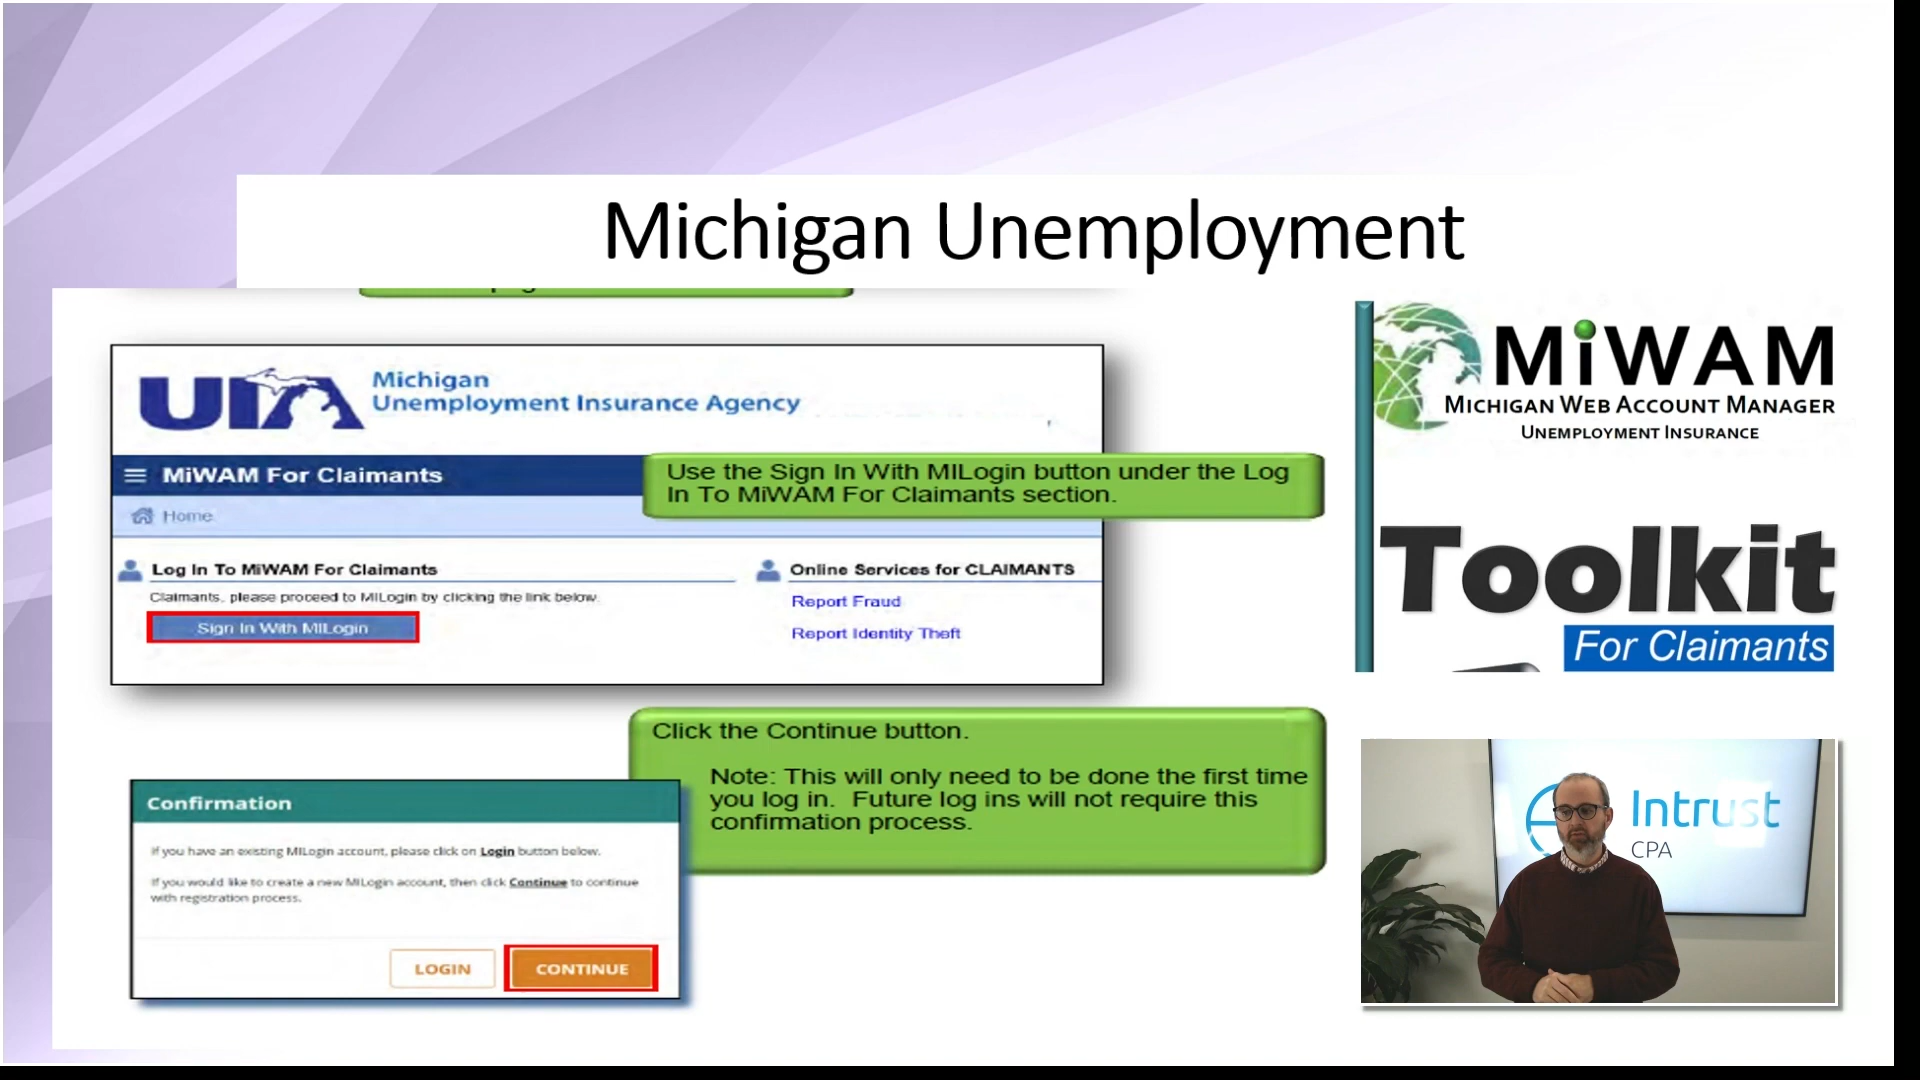 Michigan Unemployment
UIA Michigan
Unemployment Insurance Agency
MiWAM For Claimants
Home
Log In To MiWAM For Claimants
Claimants, please proceed to MILogin by clicking the link below.
Sign In With MILogin
Online Services for CLAIMANTS
Report Fraud
Report Identity Theft
Use the Sign In With MILogin button under the Log
In To MiWAM For Claimants section.
Click the Continue button.
Note: This will only need to be done the first time
you log in. Future log ins will not require this
confirmation process.
Confirmation
If you have an existing MILogin account, please click on Login button below.
If you would like to create a new MILogin account, then click Continue to continue
with registration process.
LOGIN
CONTINUE
MiWAM
MICHIGAN WEB ACCOUNT MANAGER
UNEMPLOYMENT INSURANCE
Toolkit
For Claimants
Intrust
CPA